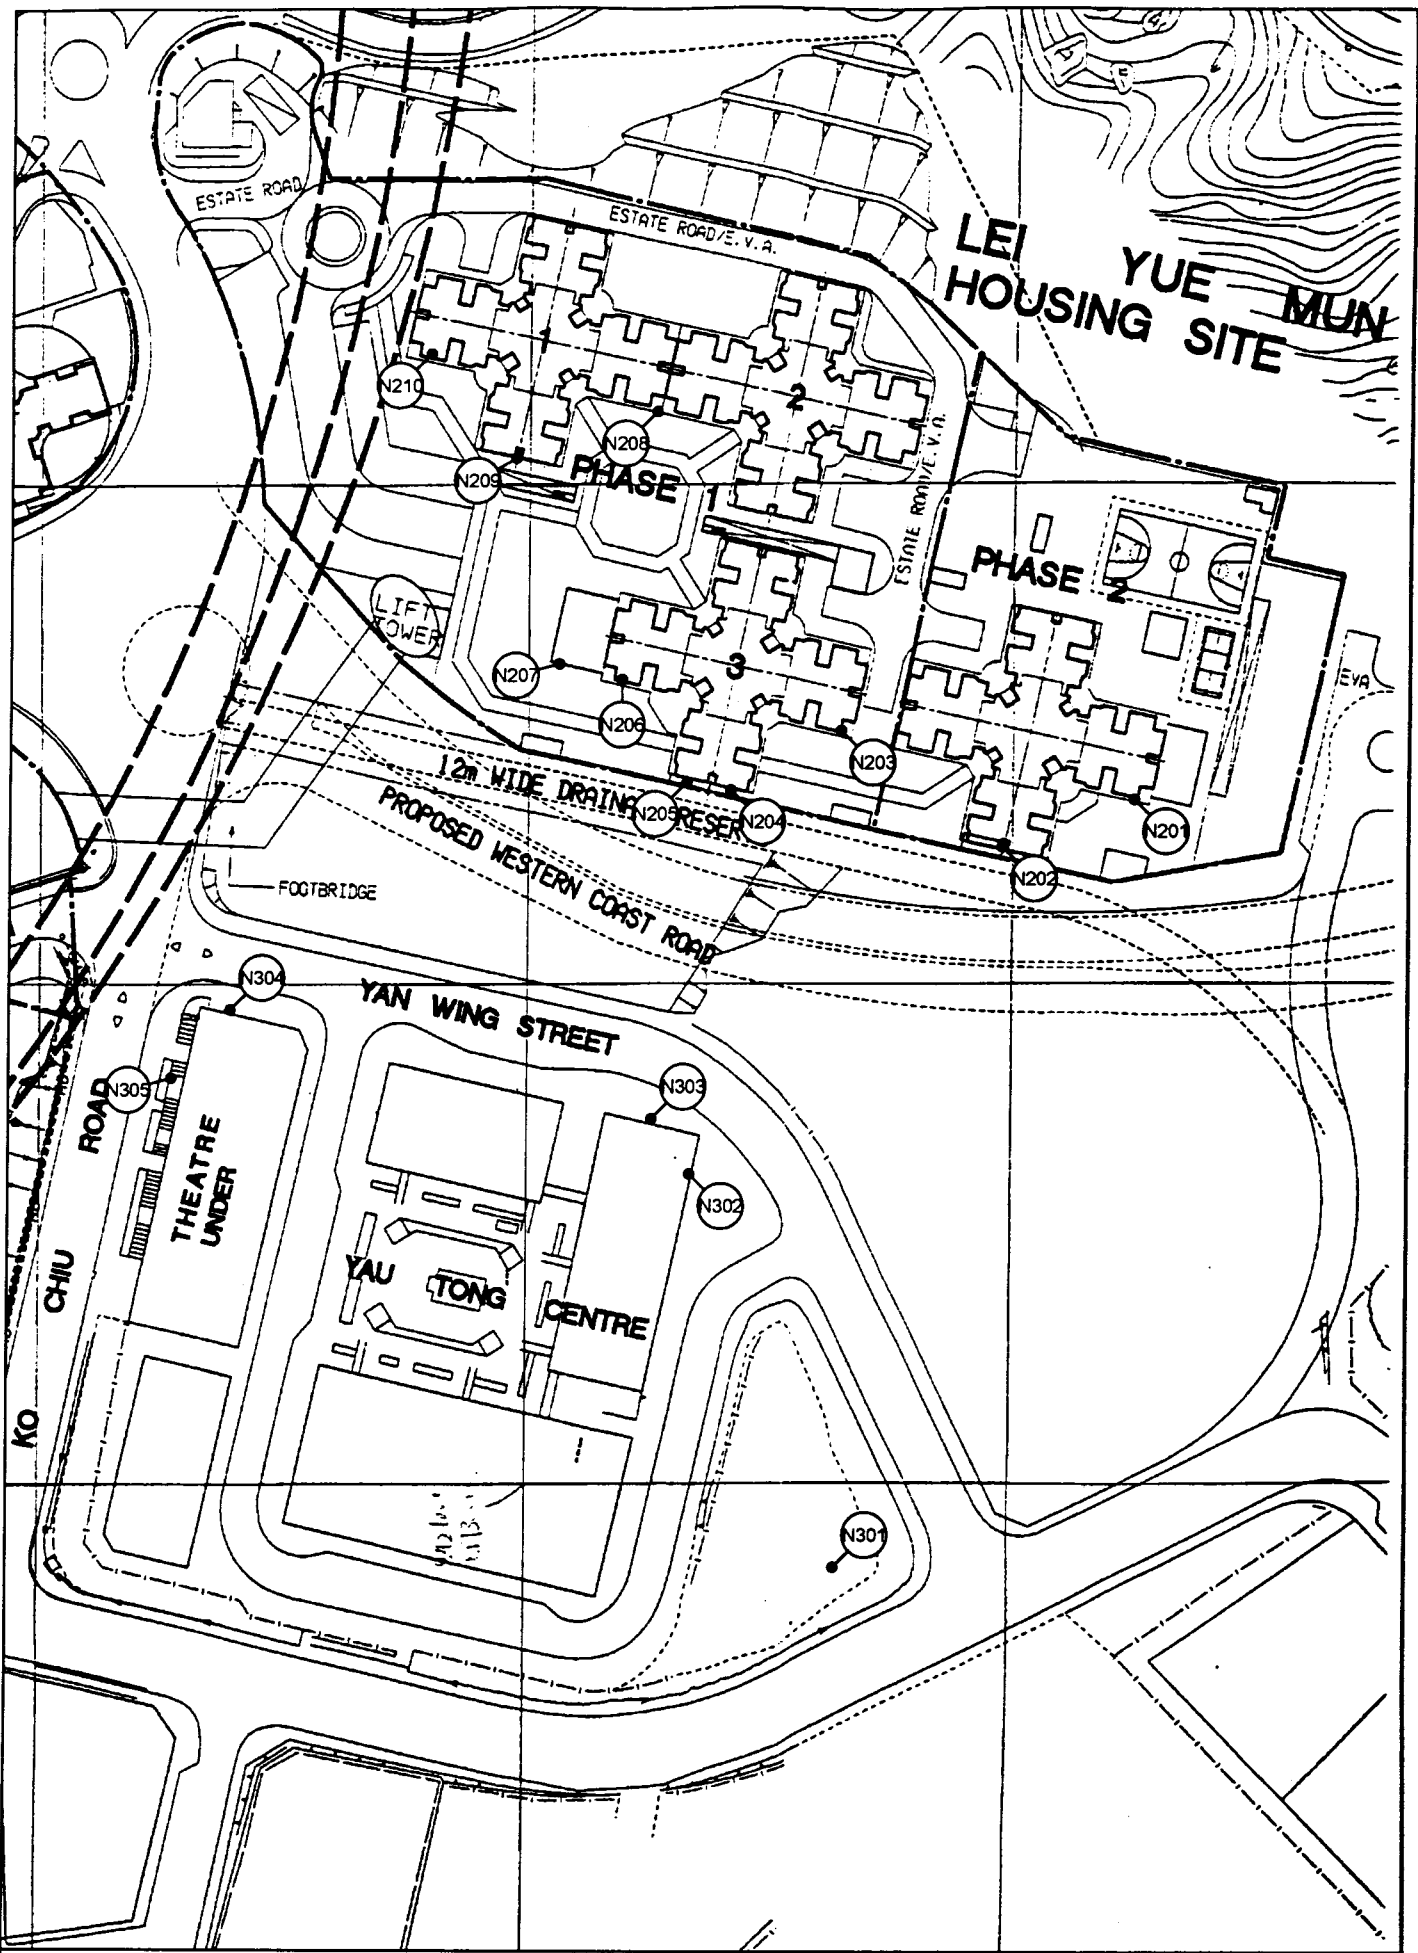 ESTATE ROAD
ESTATE ROAD/E.V.A.
LEI YUE MUN
HOUSING SITE
1
2
N210
N208
N209
PHASE 1
ESTATE ROAD/E.V.A.
PHASE 2
LIFT
TOWER
3
N207
N206
EVA
N203
12m WIDE DRAINA RESER
N205
N204
N201
N202
PROPOSED WESTERN COAST ROAD
FOOTBRIDGE
N304
YAN WING STREET
N305
N303
N302
THEATRE
UNDER
YAU TONG CENTRE
KO CHIU ROAD
N301